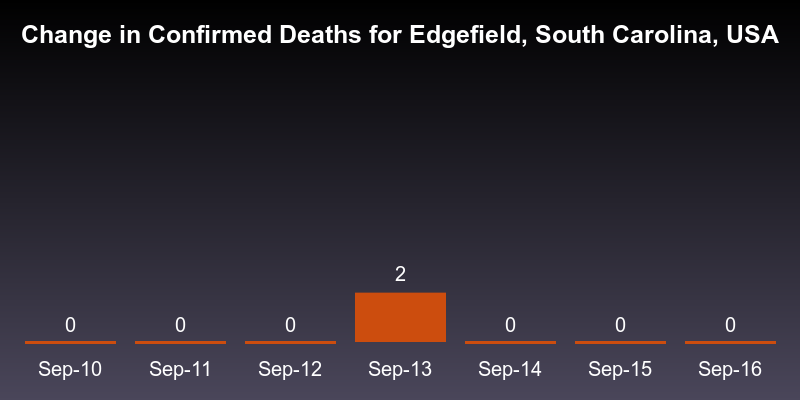 Change in Confirmed Deaths for Edgefield, South Carolina, USA
0 0 0 2 0 0 0
Sep-10 Sep-11 Sep-12 Sep-13 Sep-14 Sep-15 Sep-16